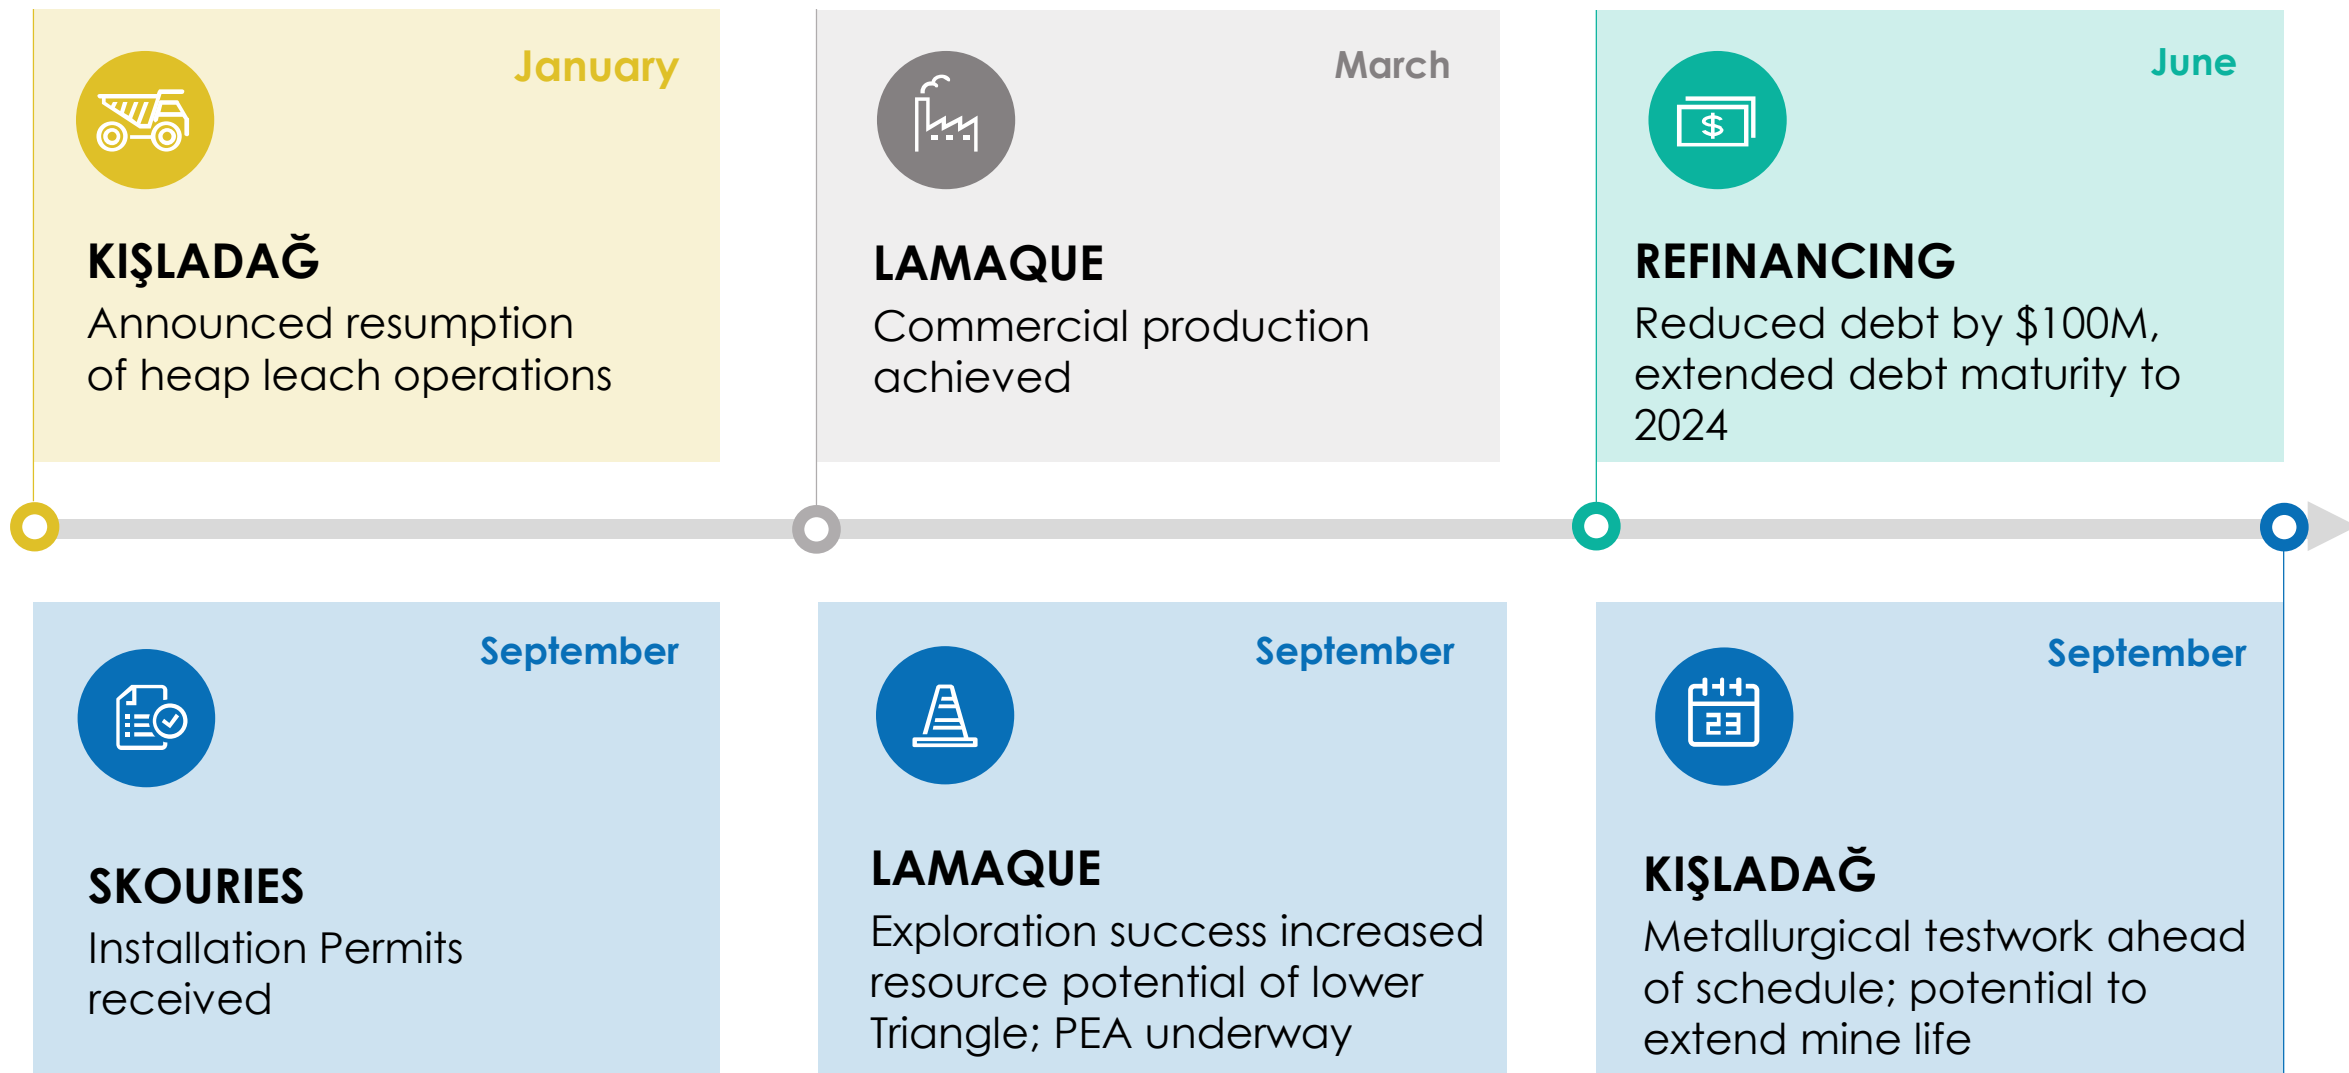 January
KIŞLADAĞ
Announced resumption
of heap leach operations
March
LAMAQUE
Commercial production
achieved
June
$
REFINANCING
Reduced debt by $100M,
extended debt maturity to
2024
September
SKOURIES
Installation Permits
received
September
LAMAQUE
Exploration success increased
resource potential of lower
Triangle; PEA underway
September
23
KIŞLADAĞ
Metallurgical testwork ahead
of schedule; potential to
extend mine life